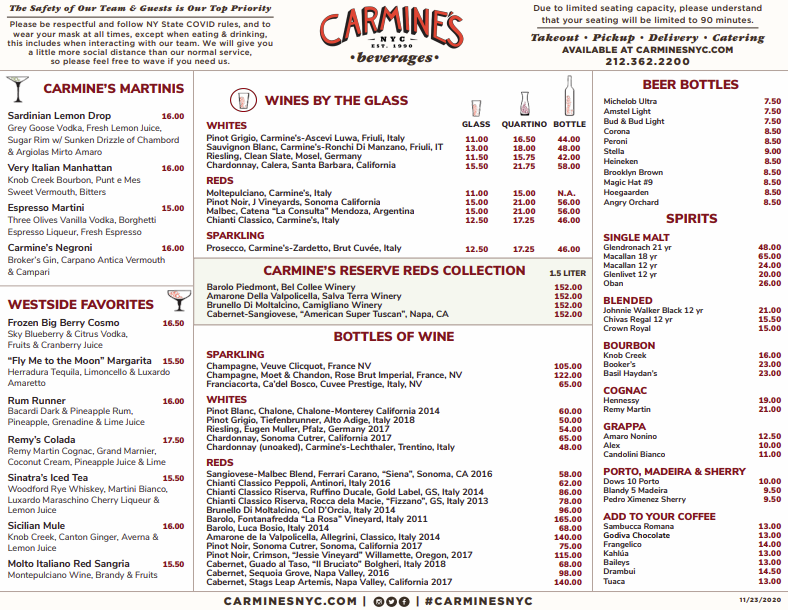 The Safety of Our Team & Guests is Our Top Priority
Please be respectful and follow NY State COVID rules, and to
wear your mask at all times, except when eating & drinking,
this includes when interacting with our team. We will give you
a little more social distance than our normal service,
so please feel free to wave if you need us.
CARMINE'S
NYC
EST. 1990
•beverages•
Due to limited seating capacity, please understand
that your seating will be limited to 90 minutes.
Takeout • Pickup • Delivery • Catering
AVAILABLE AT CARMINESNYC.COM
212.362.2200
CARMINE'S MARTINIS
Sardinian Lemon Drop 16.00
Grey Goose Vodka, Fresh Lemon Juice,
Sugar Rim w/ Sunken Drizzle of Chambord
& Argiolas Mirto Amaro
Very Italian Manhattan 16.00
Knob Creek Bourbon, Punt e Mes
Sweet Vermouth, Bitters
Espresso Martini 15.00
Three Olives Vanilla Vodka, Borghetti
Espresso Liqueur, Fresh Espresso
Carmine's Negroni 16.00
Broker's Gin, Carpano Antica Vermouth
& Campari
WESTSIDE FAVORITES
Frozen Big Berry Cosmo 16.50
Sky Blueberry & Citrus Vodka,
Fruits & Cranberry Juice
"Fly Me to the Moon" Margarita 15.50
Herradura Tequila, Limoncello & Luxardo
Amaretto
Rum Runner 16.00
Bacardi Dark & Pineapple Rum,
Pineapple, Grenadine & Lime Juice
Remy's Colada 17.50
Remy Martin Cognac, Grand Marnier,
Coconut Cream, Pineapple Juice & Lime
Sinatra's Iced Tea 15.50
Woodford Rye Whiskey, Martini Bianco,
Luxardo Maraschino Cherry Liqueur &
Lemon Juice
Sicilian Mule 16.00
Knob Creek, Canton Ginger, Averna &
Lemon Juice
Molto Italiano Red Sangria 15.50
Montepulciano Wine, Brandy & Fruits
WINES BY THE GLASS
GLASS QUARTINO BOTTLE
WHITES
Pinot Grigio, Carmine's-Ascevi Luwa, Friuli, Italy 11.00 16.50 44.00
Sauvignon Blanc, Carmine's-Ronchi Di Manzano, Friuli, IT 13.00 18.00 48.00
Riesling, Clean Slate, Mosel, Germany 11.50 15.75 42.00
Chardonnay, Calera, Santa Barbara, California 15.50 21.75 58.00
REDS
Moltepulciano, Carmine's, Italy 11.00 15.00 N.A.
Pinot Noir, J Vineyards, Sonoma California 15.00 21.00 56.00
Malbec, Catena "La Consulta" Mendoza, Argentina 15.00 21.00 56.00
Chianti Classico, Carmine's, Italy 12.50 17.25 46.00
SPARKLING
Prosecco, Carmine's-Zardetto, Brut Cuvée, Italy 12.50 17.25 46.00
CARMINE'S RESERVE REDS COLLECTION 1.5 LITER
Barolo Piedmont, Bel Collee Winery 152.00
Amarone Della Valpolicella, Salva Terra Winery 152.00
Brunello Di Moltalcino, Camigliano Winery 152.00
Cabernet-Sangiovese, "American Super Tuscan", Napa, CA 152.00
BOTTLES OF WINE
SPARKLING
Champagne, Veuve Clicquot, France NV 105.00
Champagne, Moet & Chandon, Rose Brut Imperial, France, NV 122.00
Franciacorta, Ca'del Bosco, Cuvee Prestige, Italy, NV 65.00
WHITES
Pinot Blanc, Chalone, Chalone-Monterey California 2014 60.00
Pinot Grigio, Tiefenbrunner, Alto Adige, Italy 2018 50.00
Riesling, Eugen Muller, Pfalz, Germany 2017 54.00
Chardonnay, Sonoma Cutrer, California 2017 65.00
Chardonnay (unoaked), Carmine's-Lechthaler, Trentino, Italy 48.00
REDS
Sangiovese-Malbec Blend, Ferrari Carano, "Siena", Sonoma, CA 2016 58.00
Chianti Classico Peppoli, Antinori, Italy 2016 62.00
Chianti Classico Riserva, Ruffino Ducale, Gold Label, GS, Italy 2014 86.00
Chianti Classico Riserva, Rocca dela Macie, "Fizzano", GS, Italy 2013 78.00
Brunello Di Moltalcino, Col D'Orcia, Italy 2014 96.00
Barolo, Fontanafredda "La Rosa" Vineyard, Italy 2011 165.00
Barolo, Luca Bosio, Italy 2014 68.00
Amarone de la Valpolicella, Allegrini, Classico, Italy 2014 140.00
Pinot Noir, Sonoma Cutrer, Sonoma, California 2017 75.00
Pinot Noir, Crimson, "Jessie Vineyard" Willamette, Oregon, 2017 115.00
Cabernet, Guado al Taso, "Il Bruciato" Bolgheri, Italy 2018 68.00
Cabernet, Sequoia Grove, Napa Valley, 2016 98.00
Cabernet, Stags Leap Artemis, Napa Valley, California 2017 140.00
BEER BOTTLES
Michelob Ultra 7.50
Amstel Light 7.50
Bud & Bud Light 7.50
Corona 8.50
Peroni 8.50
Stella 9.00
Heineken 8.50
Brooklyn Brown 8.50
Magic Hat #9 8.50
Hoegaarden 8.50
Angry Orchard 8.50
SPIRITS
SINGLE MALT
Glendronach 21 yr 48.00
Macallan 18 yr 65.00
Macallan 12 yr 24.00
Glenlivet 12 yr 20.00
Oban 26.00
BLENDED
Johnnie Walker Black 12 yr 21.00
Chivas Regal 12 yr 15.50
Crown Royal 15.00
BOURBON
Knob Creek 16.00
Booker's 23.00
Basil Haydan's 23.00
COGNAC
Hennessy 19.00
Remy Martin 21.00
GRAPPA
Amaro Nonino 12.50
Alex 10.00
Candolini Bianco 11.00
PORTO, MADEIRA & SHERRY
Dows 10 Porto 10.00
Blandy 5 Madeira 9.50
Pedro Ximenez Sherry 9.50
ADD TO YOUR COFFEE
Sambucca Romana 13.00
Godiva Chocolate 13.00
Frangelico 14.00
Kahlúa 13.00
Baileys 13.00
Drambui 14.50
Tuaca 13.00
CARMINESNYC.COM | | #CARMINESNYC
11/23/2020